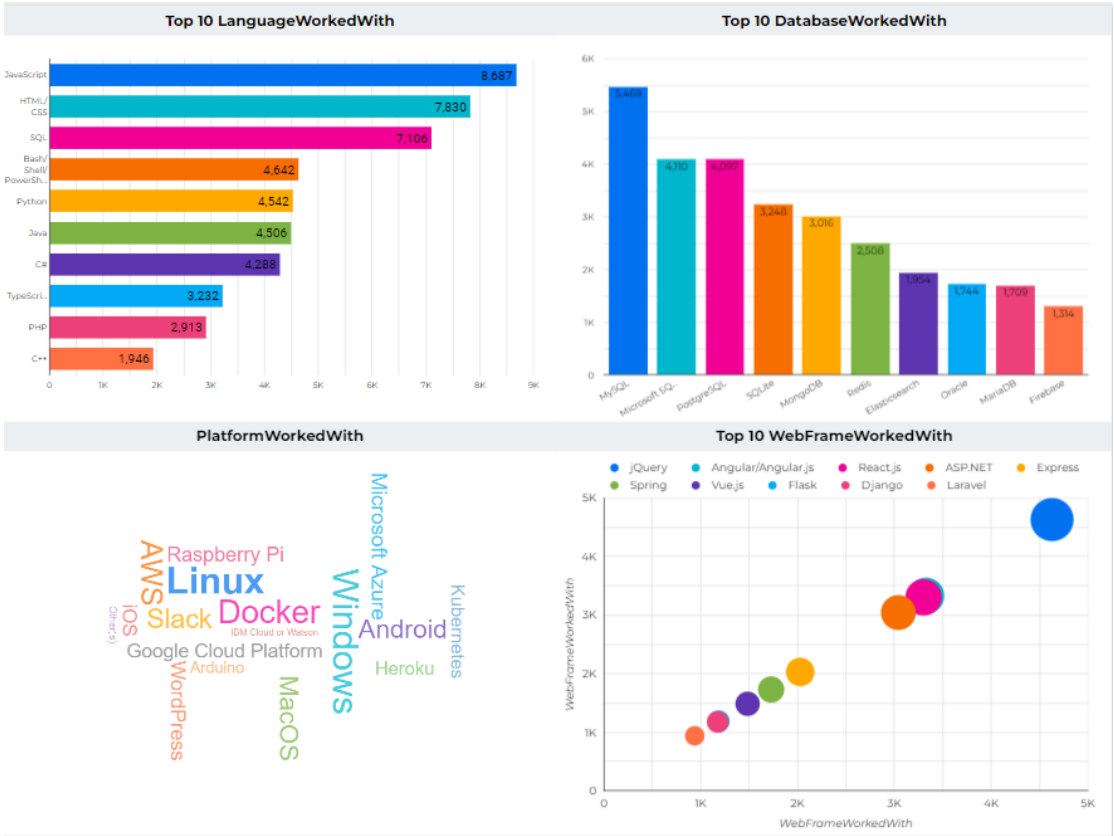 Top 10 LanguageWorkedWith
JavaScript
8,687
HTML/
CSS
7,830
SQL
7,106
Bash/
Shell/
PowerSh...
4,642
Python
4,542
Java
4,506
C#
4,288
TypeScri...
3,232
PHP
2,913
C++
1,946
0 1K 2K 3K 4K 5K 6K 7K 8K 9K
Top 10 DatabaseWorkedWith
6K
5K
4K
3K
2K
1K
0
5,469
4,110
4,097
3,248
3,016
2,508
1,954
1,744
1,709
1,314
MySQL
Microsoft SQ...
PostgreSQL
SQLite
MongoDB
Redis
Elasticsearch
Oracle
MariaDB
Firebase
PlatformWorkedWith
Microsoft Azure
AWS
Raspberry Pi
Linux
Windows
Kubernetes
Other(s):
iOS
Slack
Docker
IBM Cloud or Watson
Android
Google Cloud Platform
Arduino
Heroku
WordPress
MacOS
Top 10 WebFrameWorkedWith
jQuery Angular/Angular.js React.js ASP.NET Express
Spring Vue.js Flask Django Laravel
5K
4K
3K
2K
1K
0
WebFrameWorkedWith
0 1K 2K 3K 4K 5K
WebFrameWorkedWith